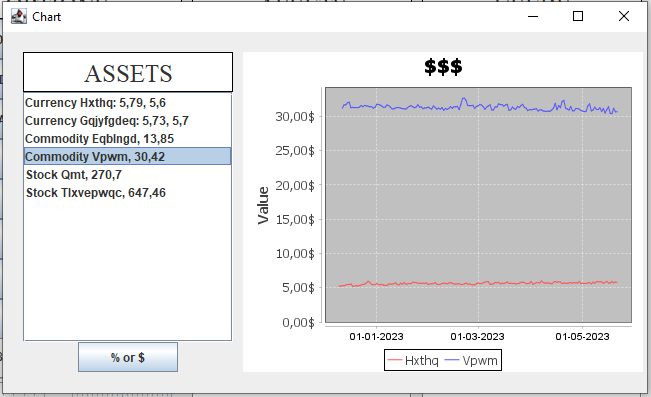 Chart
ASSETS
Currency Hxthq: 5,79, 5,6
Currency Gqjyfgdeq: 5,73, 5,7
Commodity Eqblngd, 13,85
Commodity Vpwm, 30,42
Stock Qmt, 270,7
Stock Tlxvepwqc, 647,46
% or $
$$$
Value
30,00$
25,00$
20,00$
15,00$
10,00$
5,00$
0,00$
01-01-2023
01-03-2023
01-05-2023
Hxthq
Vpwm